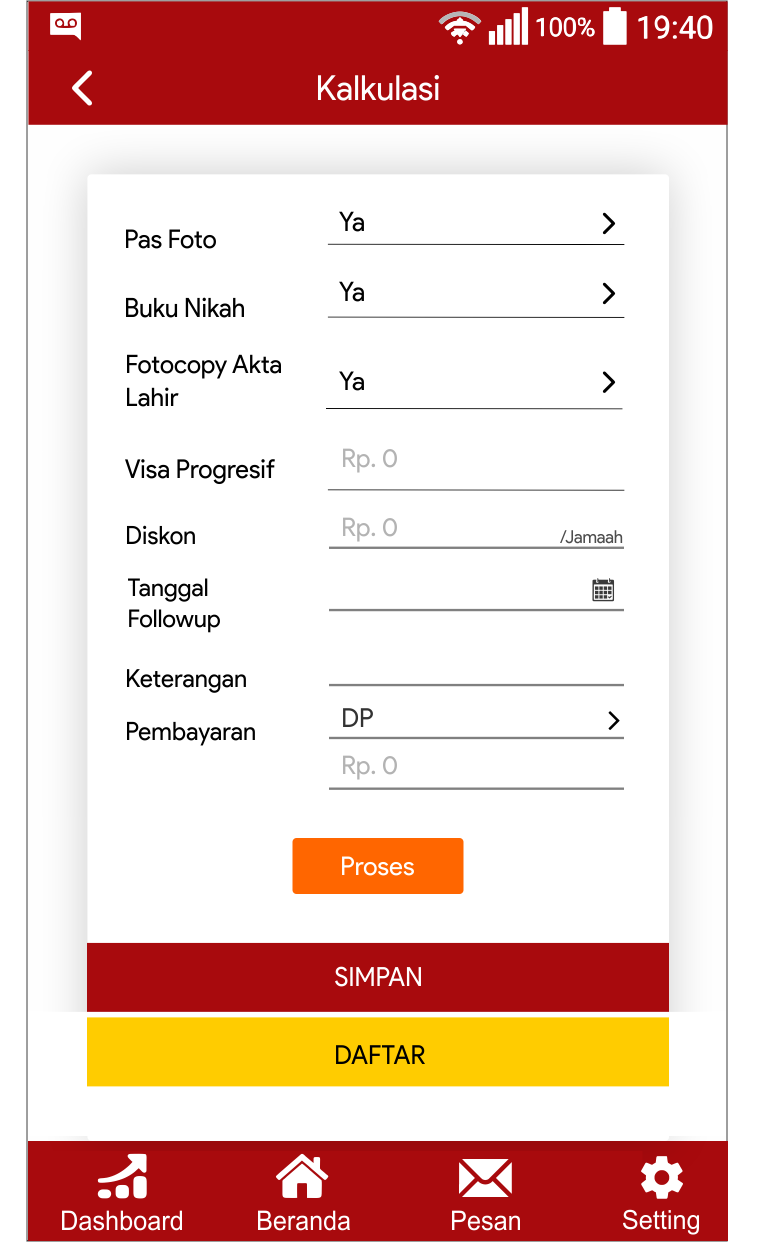 100% 19:40
Kalkulasi
Pas Foto Ya
Buku Nikah Ya
Fotocopy Akta
Lahir Ya
Visa Progresif Rp. 0
Diskon Rp. 0 /Jamaah
Tanggal
Followup
Keterangan
Pembayaran DP
Rp. 0
Proses
SIMPAN
DAFTAR
Dashboard Beranda Pesan Setting